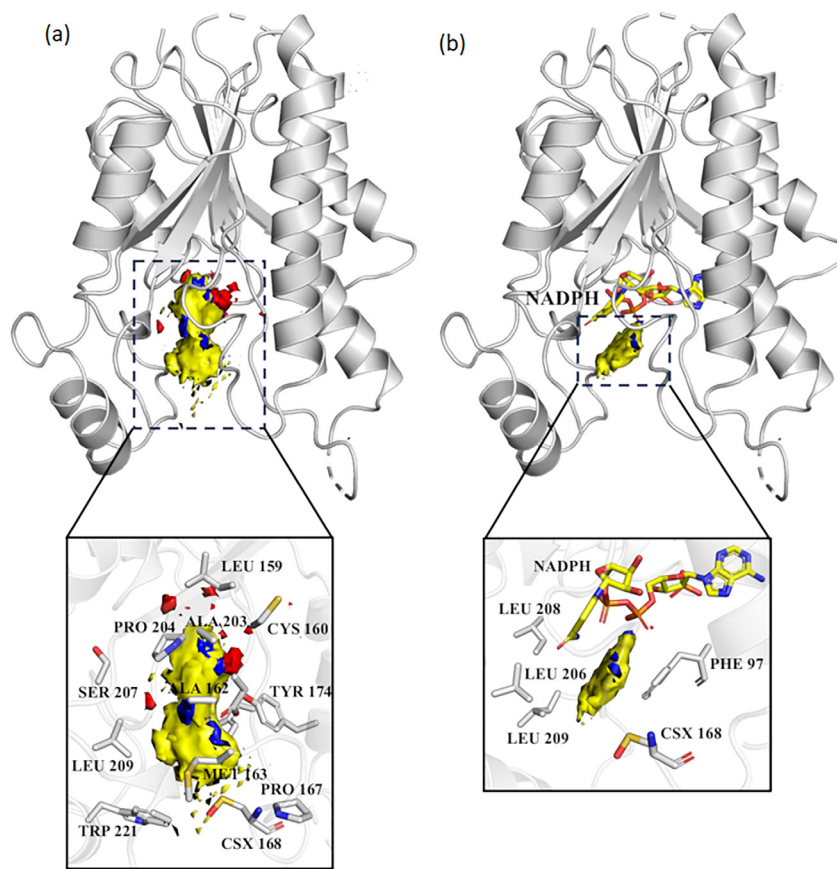 (a)
(b)
NADPH
LEU 159
PRO 204
ALA 203
CYS 160
SER 207
ALA 162
TYR 174
LEU 209
MET 163
PRO 167
TRP 221
CSX 168
NADPH
LEU 208
LEU 206
PHE 97
LEU 209
CSX 168